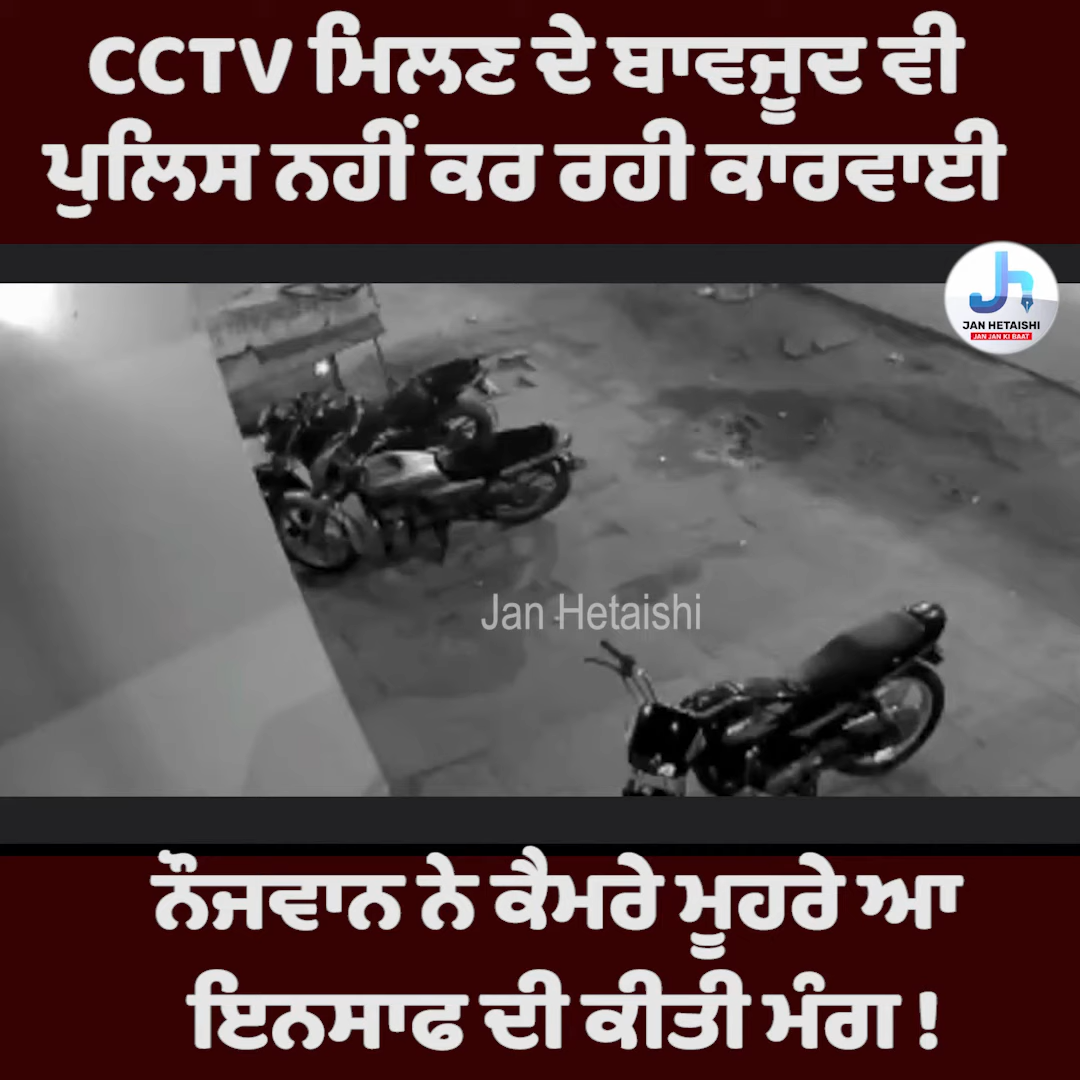 CCTV ਮਿਲਣ ਦੇ ਬਾਵਜੂਦ ਵੀ
ਪੁਲਿਸ ਨਹੀਂ ਕਰ ਰਹੀ ਕਾਰਵਾਈ
Jh
JAN HETAISHI
JAN JAN KI BAAT
Jan Hetaishi
ਨੌਜਵਾਨ ਨੇ ਕੈਮਰੇ ਮੂਹਰੇ ਆ
ਇਨਸਾਫ ਦੀ ਕੀਤੀ ਮੰਗ !